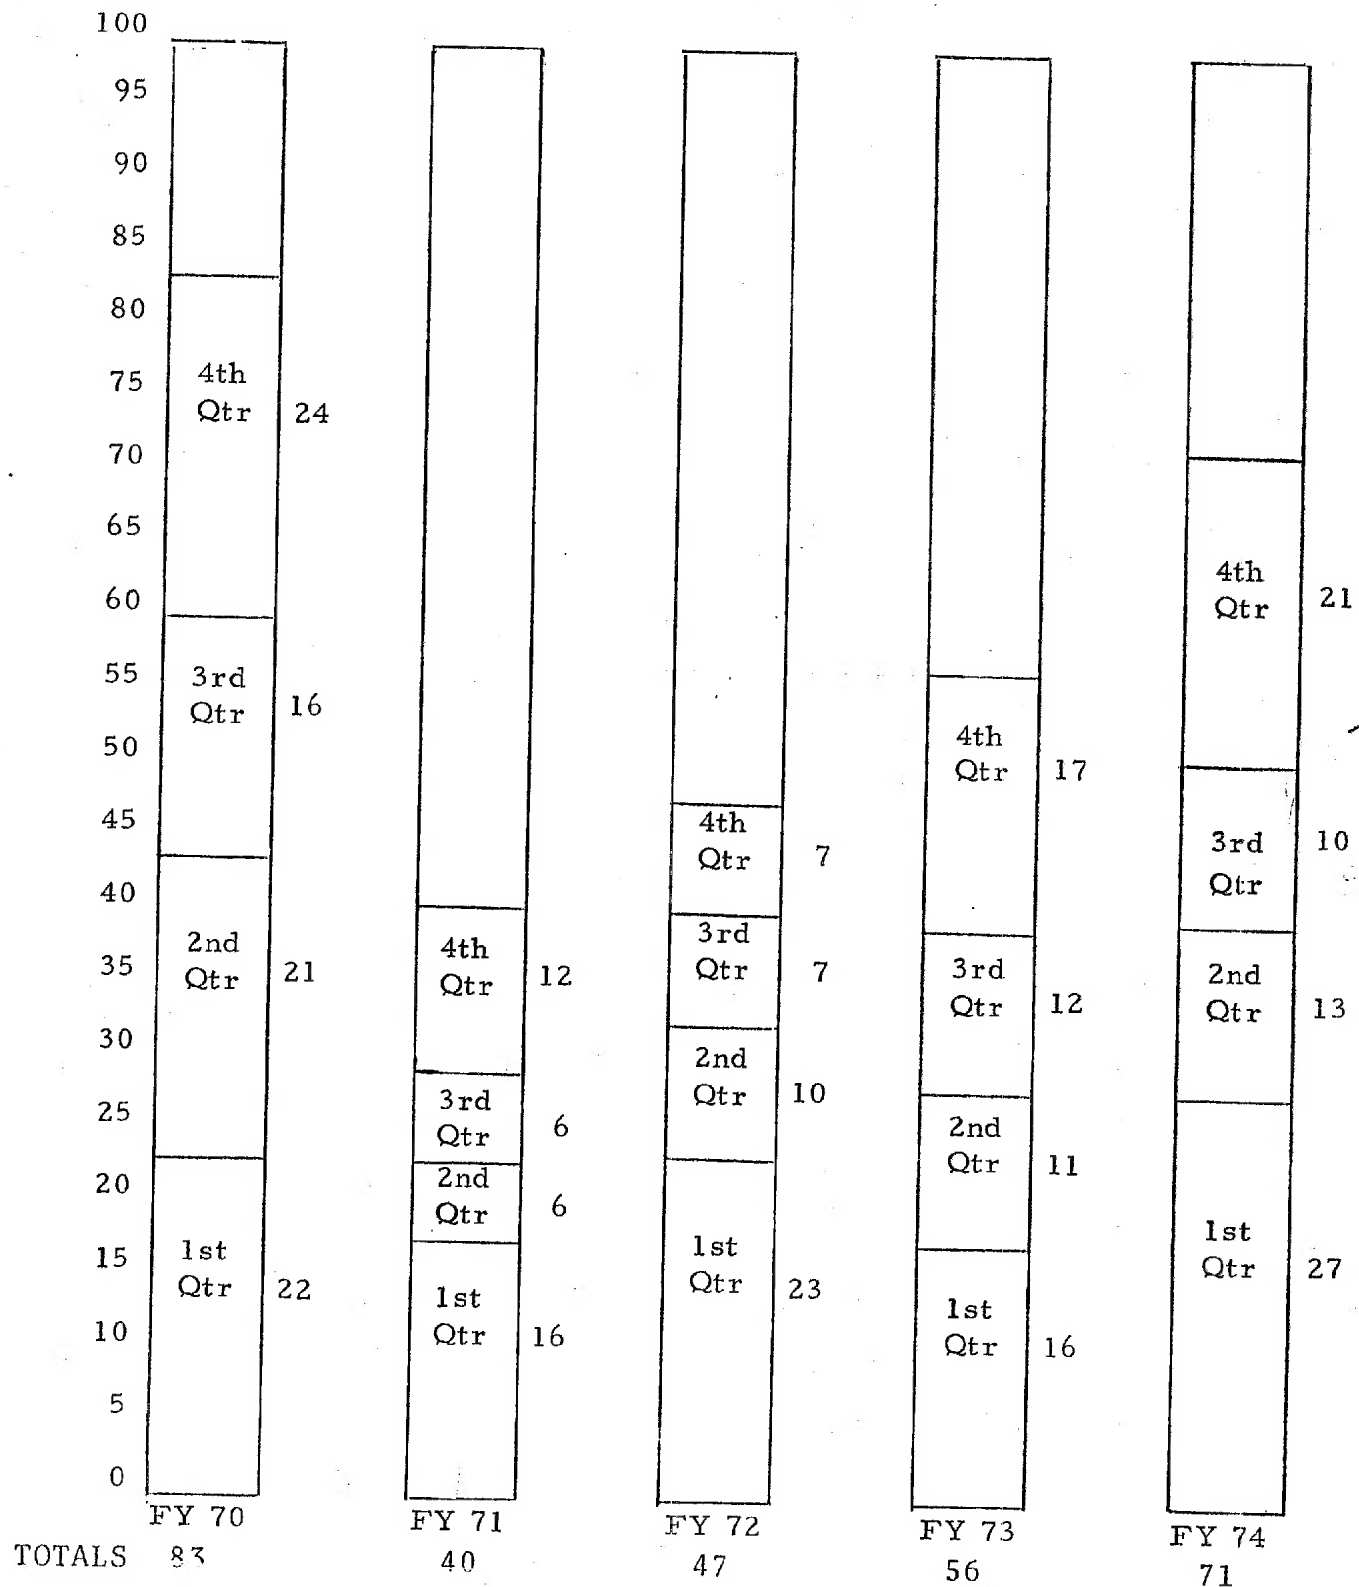 100
95
90
85
80
75
70
65
60
55
50
45
40
35
30
25
20
15
10
5
0
4th
Qtr 24
3rd
Qtr 16
2nd
Qtr 21
1st
Qtr 22
4th
Qtr 12
3rd
Qtr 6
2nd
Qtr 6
1st
Qtr 16
4th
Qtr 7
3rd
Qtr 7
2nd
Qtr 10
1st
Qtr 23
4th
Qtr 17
3rd
Qtr 12
2nd
Qtr 11
1st
Qtr 16
4th
Qtr 21
3rd 10
Qtr
2nd
Qtr 13
1st
Qtr 27
FY 70 FY 71 FY 72 FY 73 FY 74
TOTALS 83 40 47 56 71